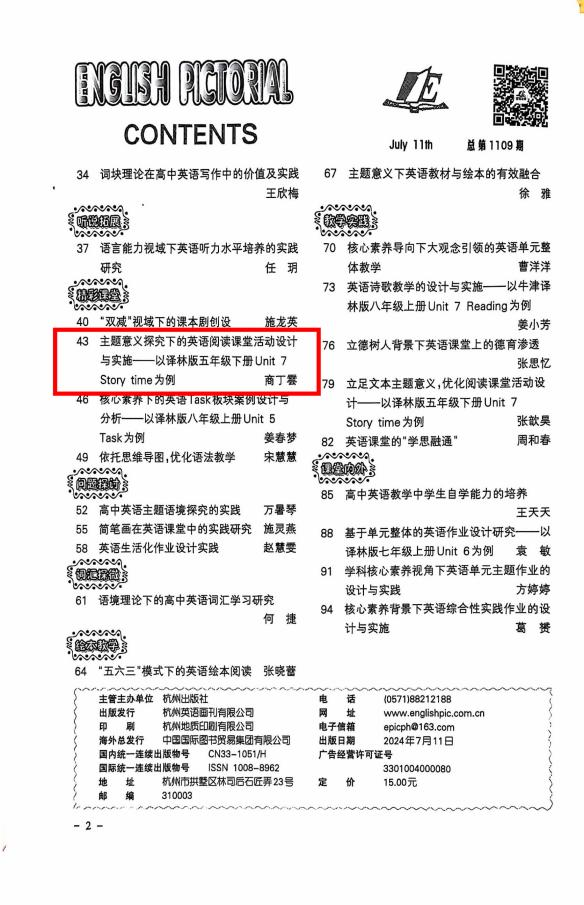 ENGLISH PICTORIAL
CONTENTS
July 11th 总第1109期
34 词块理论在高中英语写作中的价值及实践
王欣梅
听说拓展
37 语言能力视域下英语听力水平培养的实践
研究 任玥
精彩课堂
40 “双减”视域下的课本剧创设 施龙英
43 主题意义探究下的英语阅读课堂活动设计
与实施——以译林版五年级下册Unit 7
Story time为例 商丁雲
46 核心素养下的英语Task板块案例设计与
分析——以译林版八年级上册Unit 5
Task为例 姜春梦
49 依托思维导图,优化语法教学 宋慧慧
问题探讨
52 高中英语主题语境探究的实践 万暑琴
55 简笔画在英语课堂中的实践研究 施灵燕
58 英语生活化作业设计实践 赵慧雯
词汇探微
61 语境理论下的高中英语词汇学习研究
何捷
绘本教学
64 “五六三”模式下的英语绘本阅读 张晓蕾
67 主题意义下英语教材与绘本的有效融合
徐雅
教学实践
70 核心素养导向下大观念引领的英语单元整
体教学 曹洋洋
73 英语诗歌教学的设计与实施——以牛津译
林版八年级上册Unit 7 Reading为例
姜小芳
76 立德树人背景下英语课堂上的德育渗透
张思忆
79 立足文本主题意义,优化阅读课堂活动设
计——以译林版五年级下册Unit 7
Story time为例 张歆昊
82 英语课堂的“学思融通” 周和春
课堂内外
85 高中英语教学中学生自学能力的培养
王天天
88 基于单元整体的英语作业设计研究——以
译林版七年级上册Unit 6为例 袁敏
91 学科核心素养视角下英语单元主题作业的
设计与实践 方婷婷
94 核心素养背景下英语综合性实践作业的设
计与实施 葛赟
主管主办单位 杭州出版社
出版发行 杭州英语画刊有限公司
印刷 杭州地质印刷有限公司
海外总发行 中国国际图书贸易集团有限公司
国内统一连续出版物号 CN33-1051/H
国际统一连续出版物号 ISSN 1008-8962
地址 杭州市拱墅区林司后石匠弄23号
邮编 310003
电话 (0571)88212188
网址 www.englishpic.com.cn
电子信箱 epicph@163.com
出版日期 2024年7月11日
广告经营许可证号
3301004000080
定价 15.00元
- 2 -